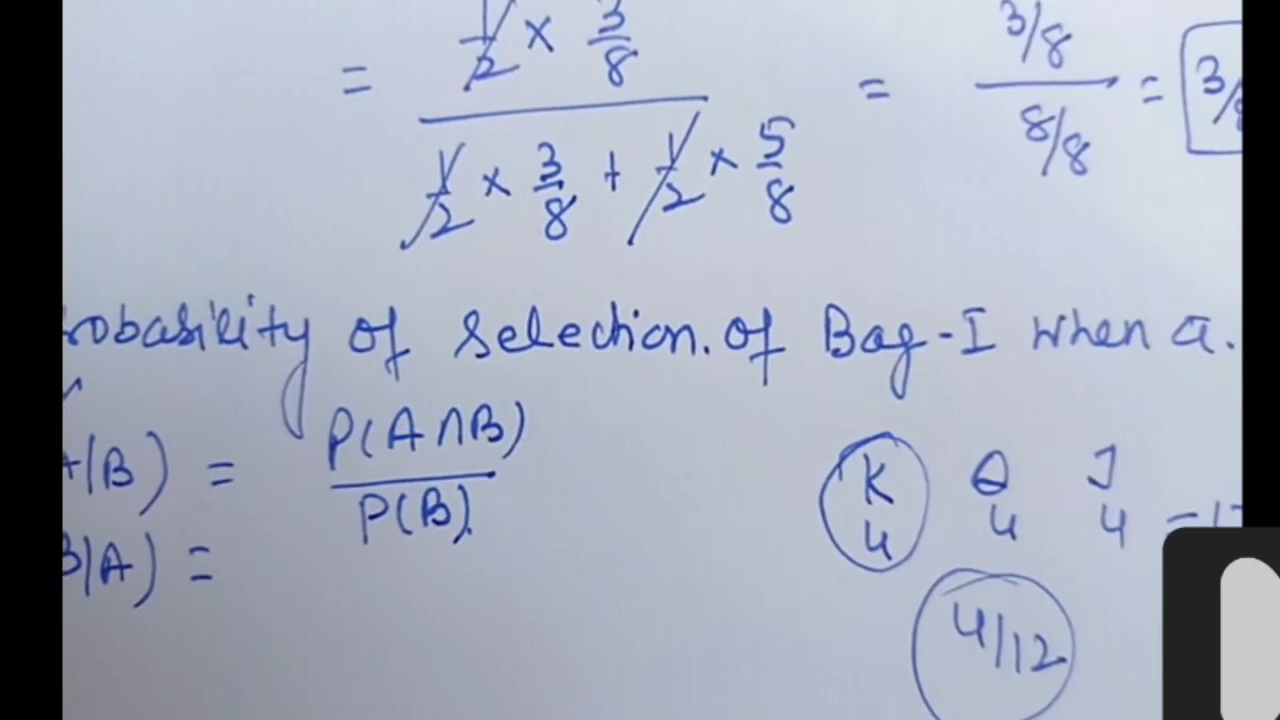 = 1/2 × 3/8 / 1/2 × 3/8 + 1/2 × 5/8 = 3/8 / 8/8 = 3/
robability of selection. of Bag-I when a.
/B) = P(A∩B) / P(B)
K Q J
4 4 4
/A) =
4/12